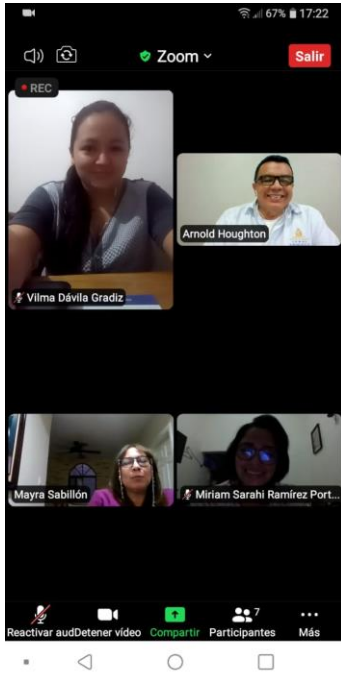 67% 17:22
Zoom
Salir
REC
Vilma Dávila Gradiz
Arnold Houghton
Mayra Sabillón
Miriam Sarahi Ramírez Port...
7
Reactivar aud Detener vídeo Compartir Participantes Más